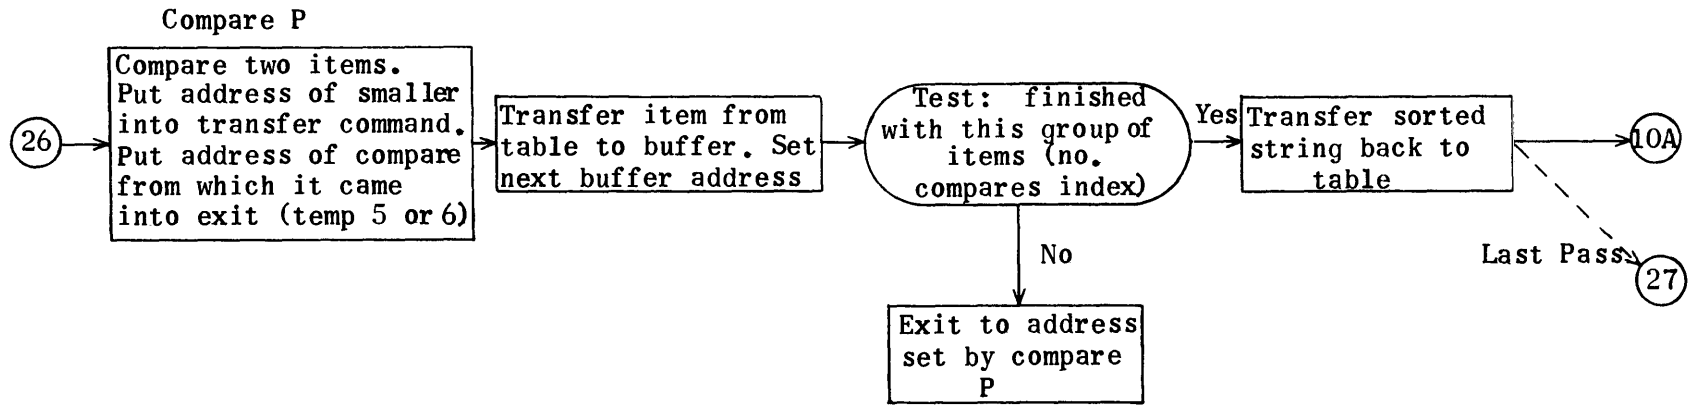 Compare P
26
Compare two items.
Put address of smaller
into transfer command.
Put address of compare
from which it came
into exit (temp 5 or 6)
Transfer item from
table to buffer. Set
next buffer address
Test: finished
with this group of
items (no.
compares index)
Yes
Transfer sorted
string back to
table
10A
Last Pass
27
No
Exit to address
set by compare
P